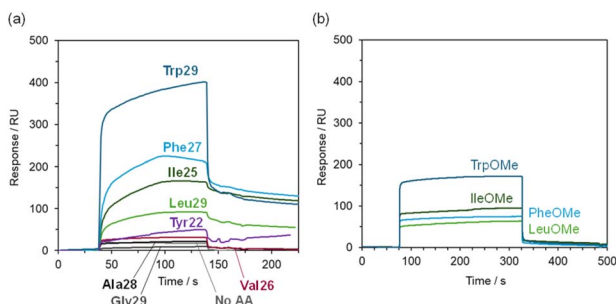 (a)
500
400
300
200
100
0
Response / RU
0 50 100 150 200
Time / s
Trp29
Phe27
Ile25
Leu29
Tyr22
Ala28
Gly29
No AA
Val26
(b)
500
400
300
200
100
0
Response / RU
0 100 200 300 400 500
Time / s
TrpOMe
IleOMe
PheOMe
LeuOMe